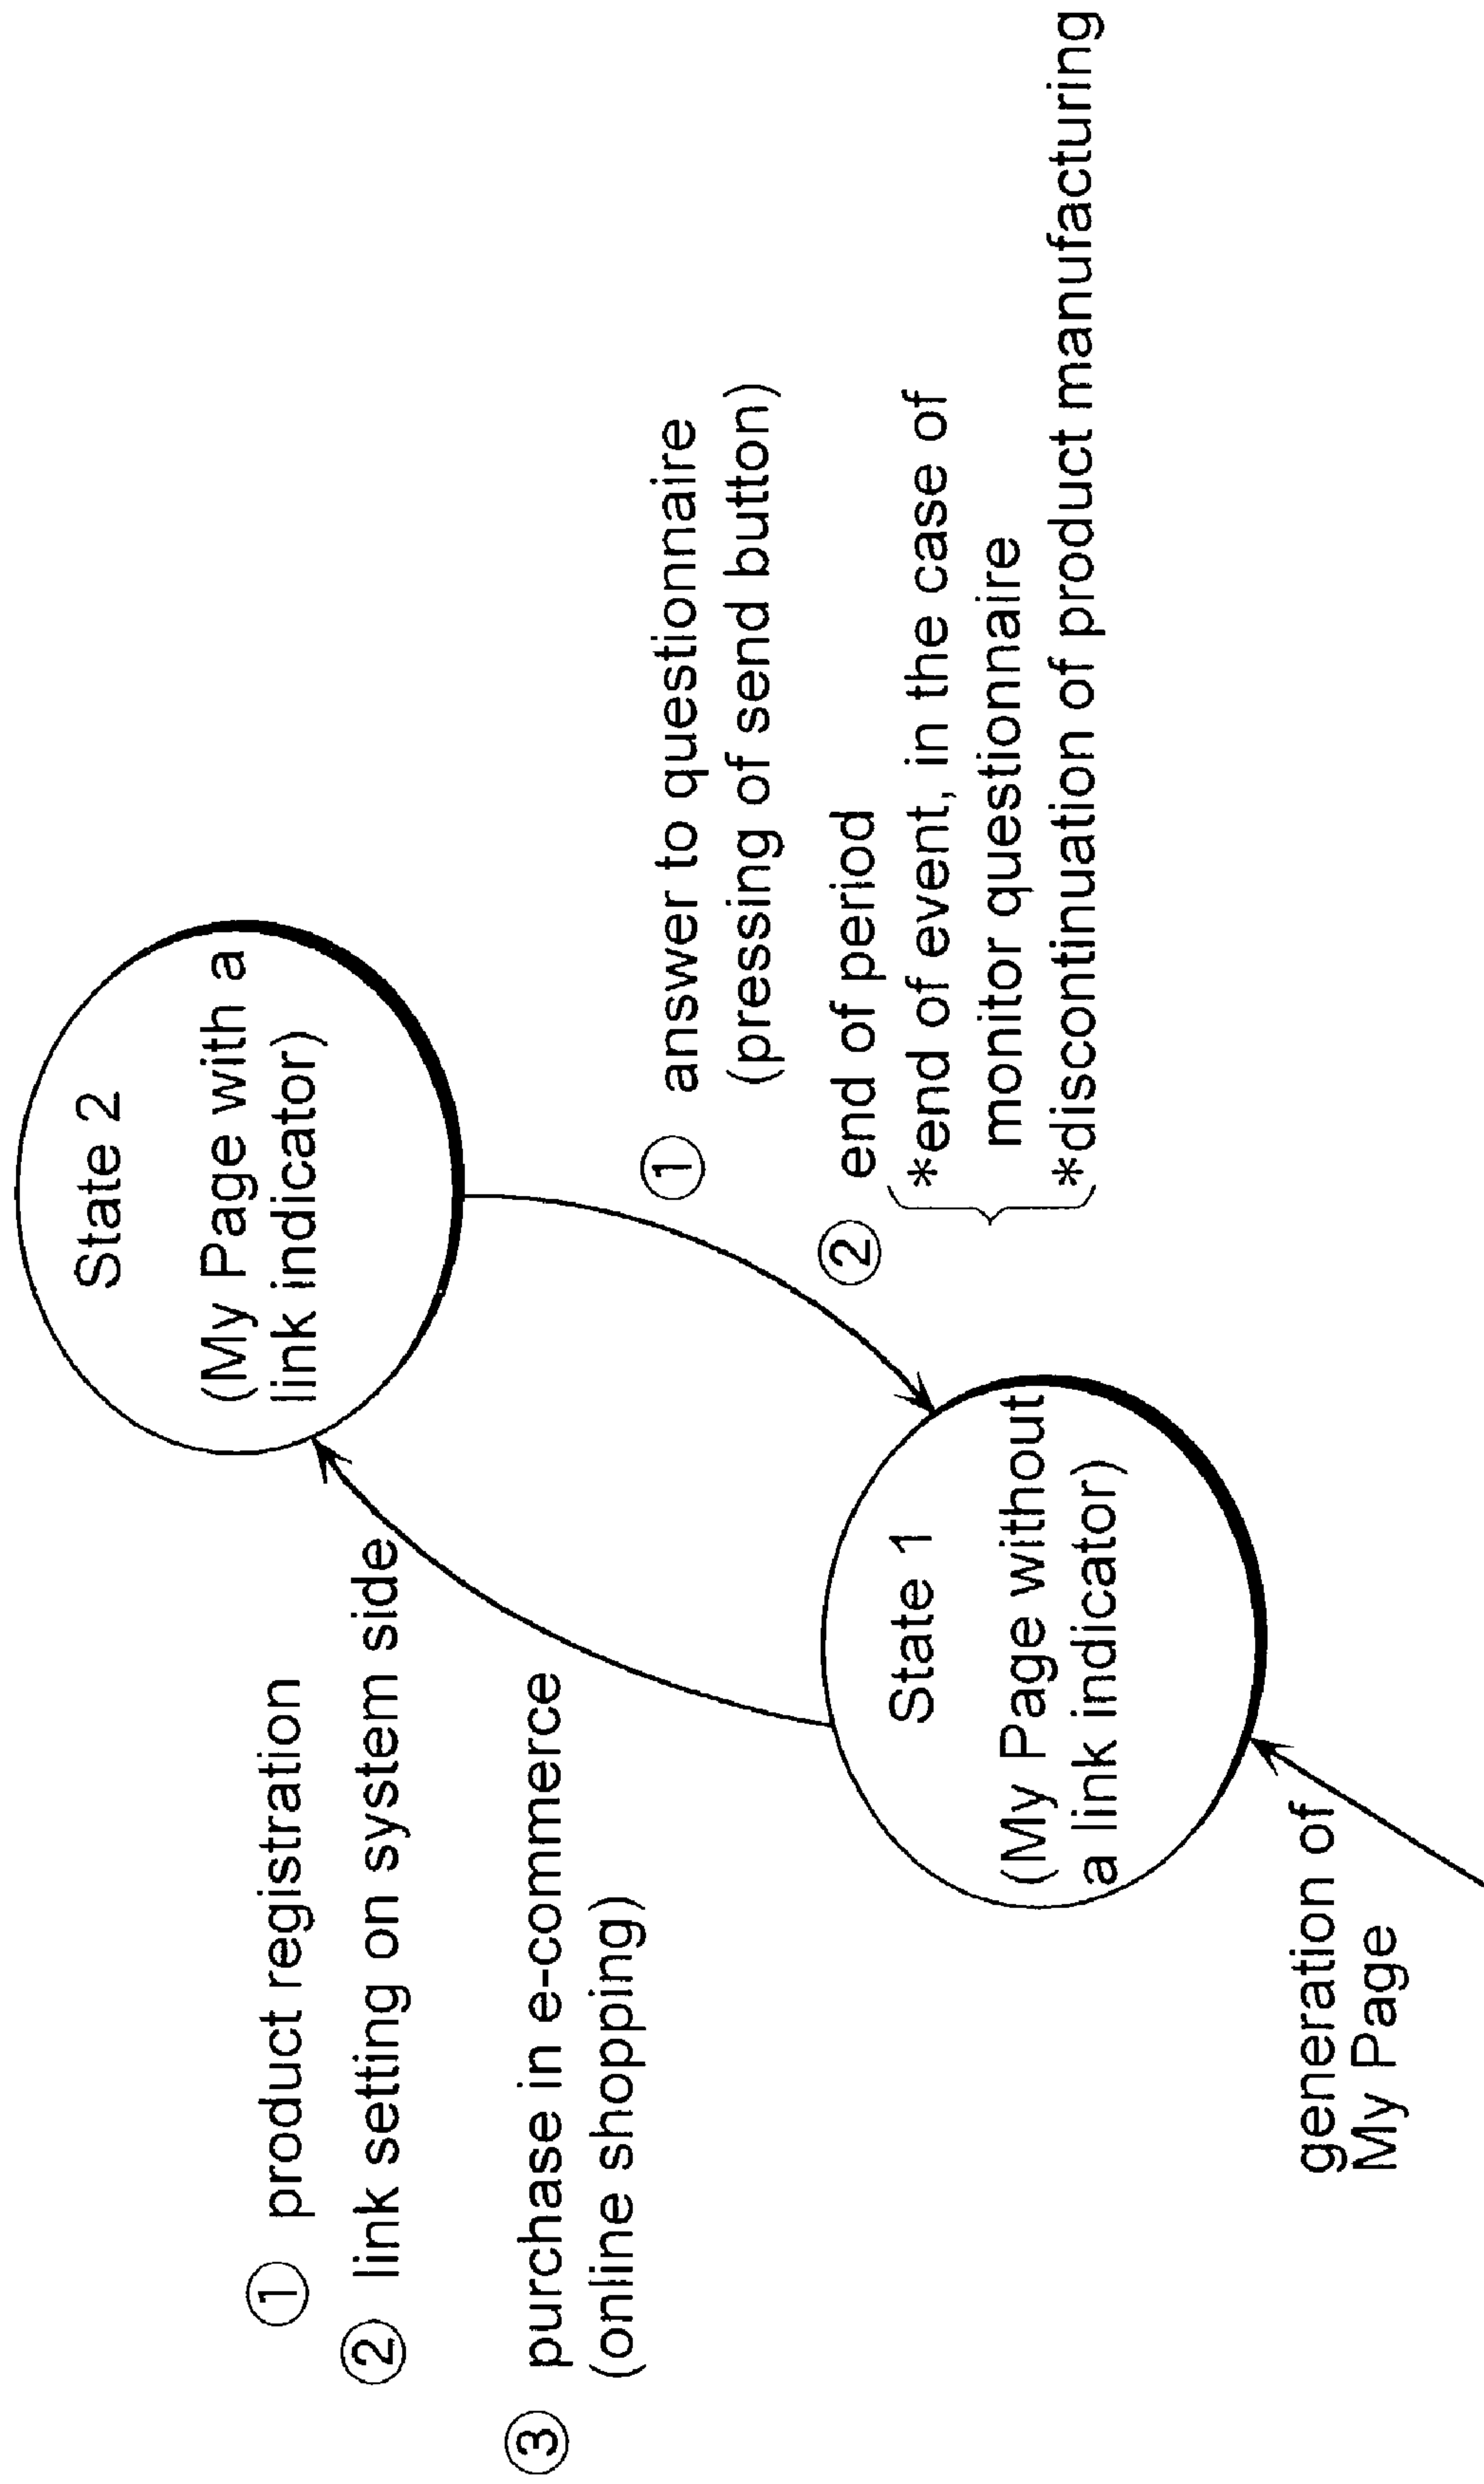 ① product registration
② link setting on system side
③ purchase in e-commerce
(online shopping)
State 2
(My Page with a
link indicator)
① answer to questionnaire
(pressing of send button)
② end of period
*end of event, in the case of
monitor questionnaire
*discontinuation of product manufacturing
State 1
(My Page without
a link indicator)
generation of
My Page